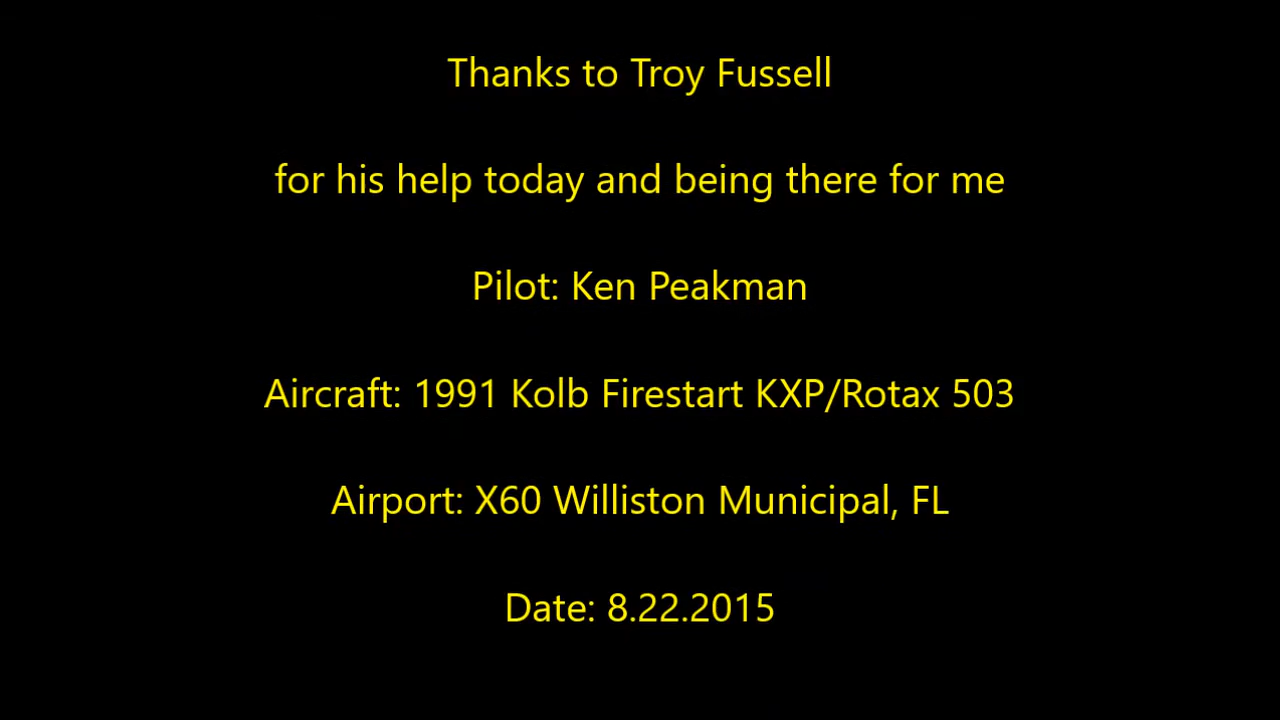 Thanks to Troy Fussell
for his help today and being there for me
Pilot: Ken Peakman
Aircraft: 1991 Kolb Firestart KXP/Rotax 503
Airport: X60 Williston Municipal, FL
Date: 8.22.2015